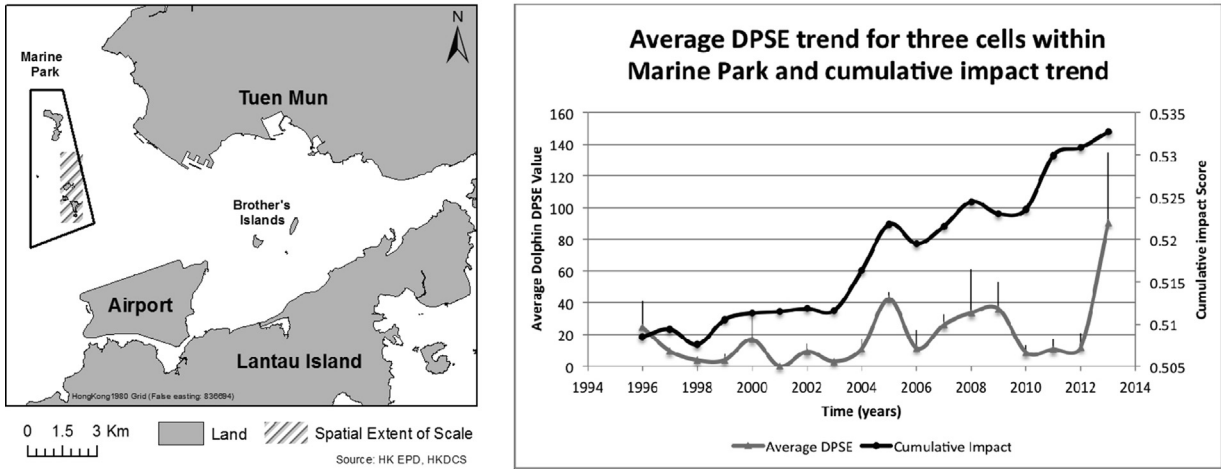 N
Marine
Park
Tuen Mun
Brother's
Islands
Airport
Lantau Island
HongKong1980 Grid (False easting: 836694)
0 1.5 3 Km
Land
Spatial Extent of Scale
Source: HK EPD, HKDCS
Average DPSE trend for three cells within
Marine Park and cumulative impact trend
Average Dolphin DPSE Value
160
140
120
100
80
60
40
20
0
0.535
0.53
0.525
0.52
0.515
0.51
0.505
Cumulative impact Score
1994 1996 1998 2000 2002 2004 2006 2008 2010 2012 2014
Time (years)
Average DPSE Cumulative Impact